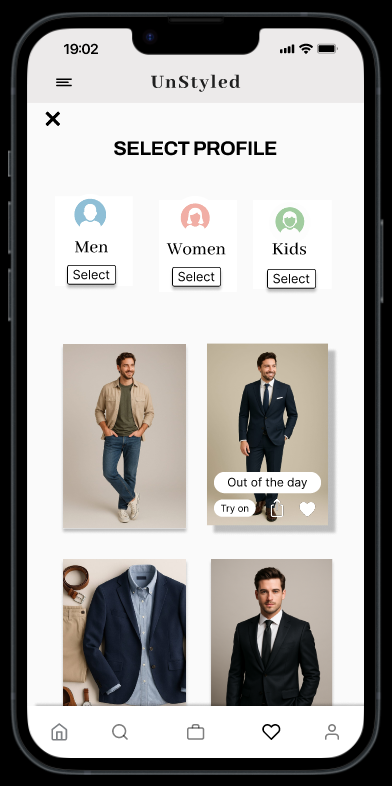 19:02
UnStyled
SELECT PROFILE
Men
Women
Kids
Select
Select
Select
Out of the day
Try on